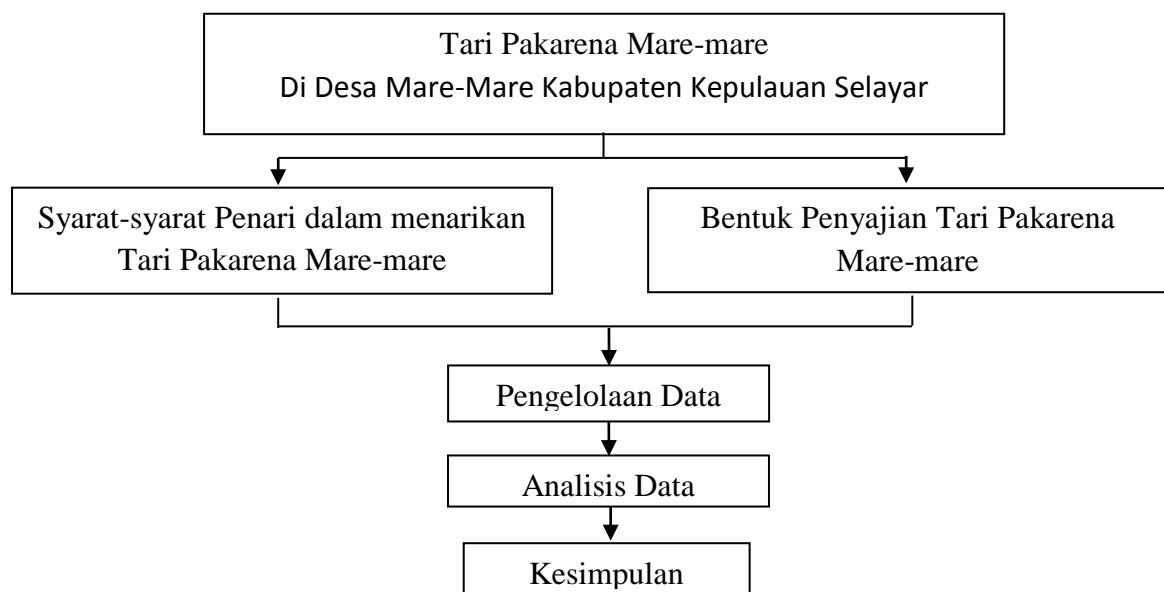 Tari Pakarena Mare-mare
Di Desa Mare-Mare Kabupaten Kepulauan Selayar
Syarat-syarat Penari dalam menarikan
Tari Pakarena Mare-mare
Bentuk Penyajian Tari Pakarena
Mare-mare
Pengelolaan Data
Analisis Data
Kesimpulan